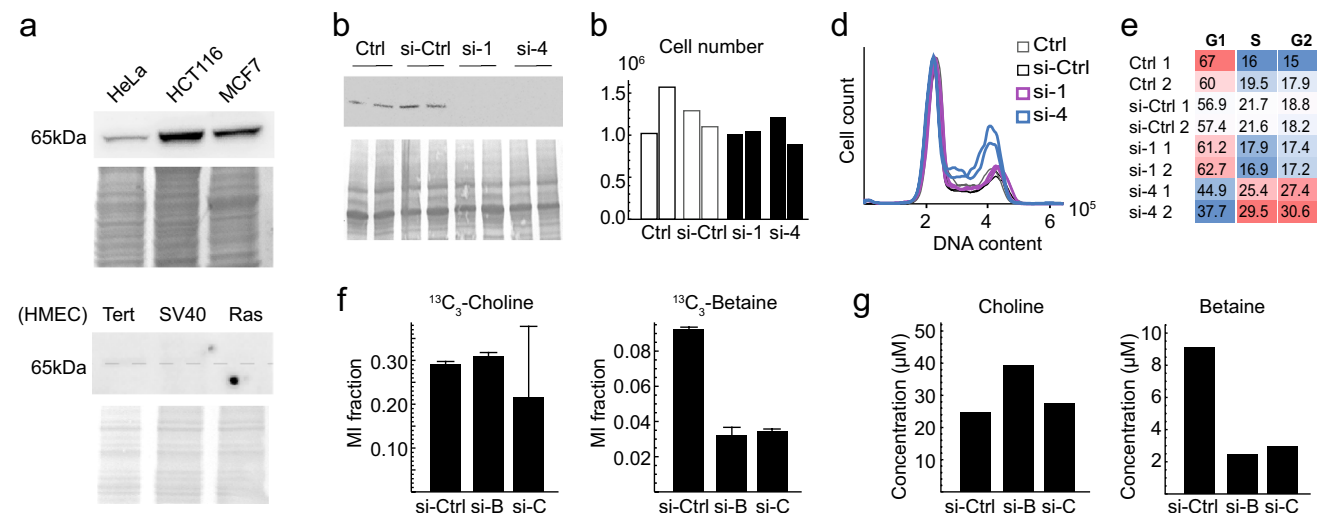 a
HeLa
HCT116
MCF7
65kDa
(HMEC) Tert SV40 Ras
65kDa
b
Ctrl si-Ctrl si-1 si-4
b
Cell number
10⁶
1.5
1.0
0.5
0.0
Ctrl si-Ctrl si-1 si-4
d
Cell count
Ctrl
si-Ctrl
si-1
si-4
2 4 6 10⁵
DNA content
e
G1 S G2
Ctrl 1 67 16 15
Ctrl 2 60 19.5 17.9
si-Ctrl 1 56.9 21.7 18.8
si-Ctrl 2 57.4 21.6 18.2
si-1 1 61.2 17.9 17.4
si-1 2 62.7 16.9 17.2
si-4 1 44.9 25.4 27.4
si-4 2 37.7 29.5 30.6
f
¹³C₃-Choline
MI fraction
0.30
0.20
0.10
si-Ctrl si-B si-C
¹³C₃-Betaine
MI fraction
0.08
0.06
0.04
0.02
si-Ctrl si-B si-C
g
Choline
Concentration (µM)
50
40
30
20
10
si-Ctrl si-B si-C
Betaine
Concentration (µM)
10
8
6
4
2
si-Ctrl si-B si-C